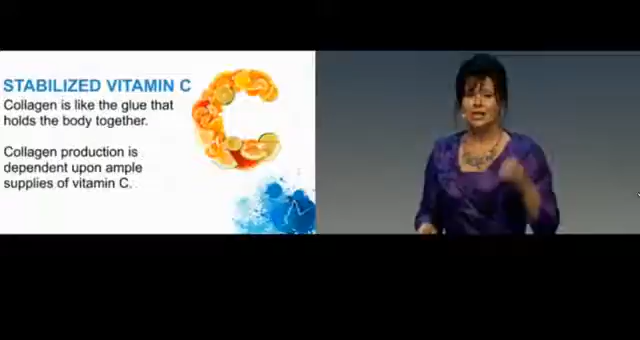 STABILIZED VITAMIN C
Collagen is like the glue that
holds the body together.
Collagen production is
dependent upon ample
supplies of vitamin C.